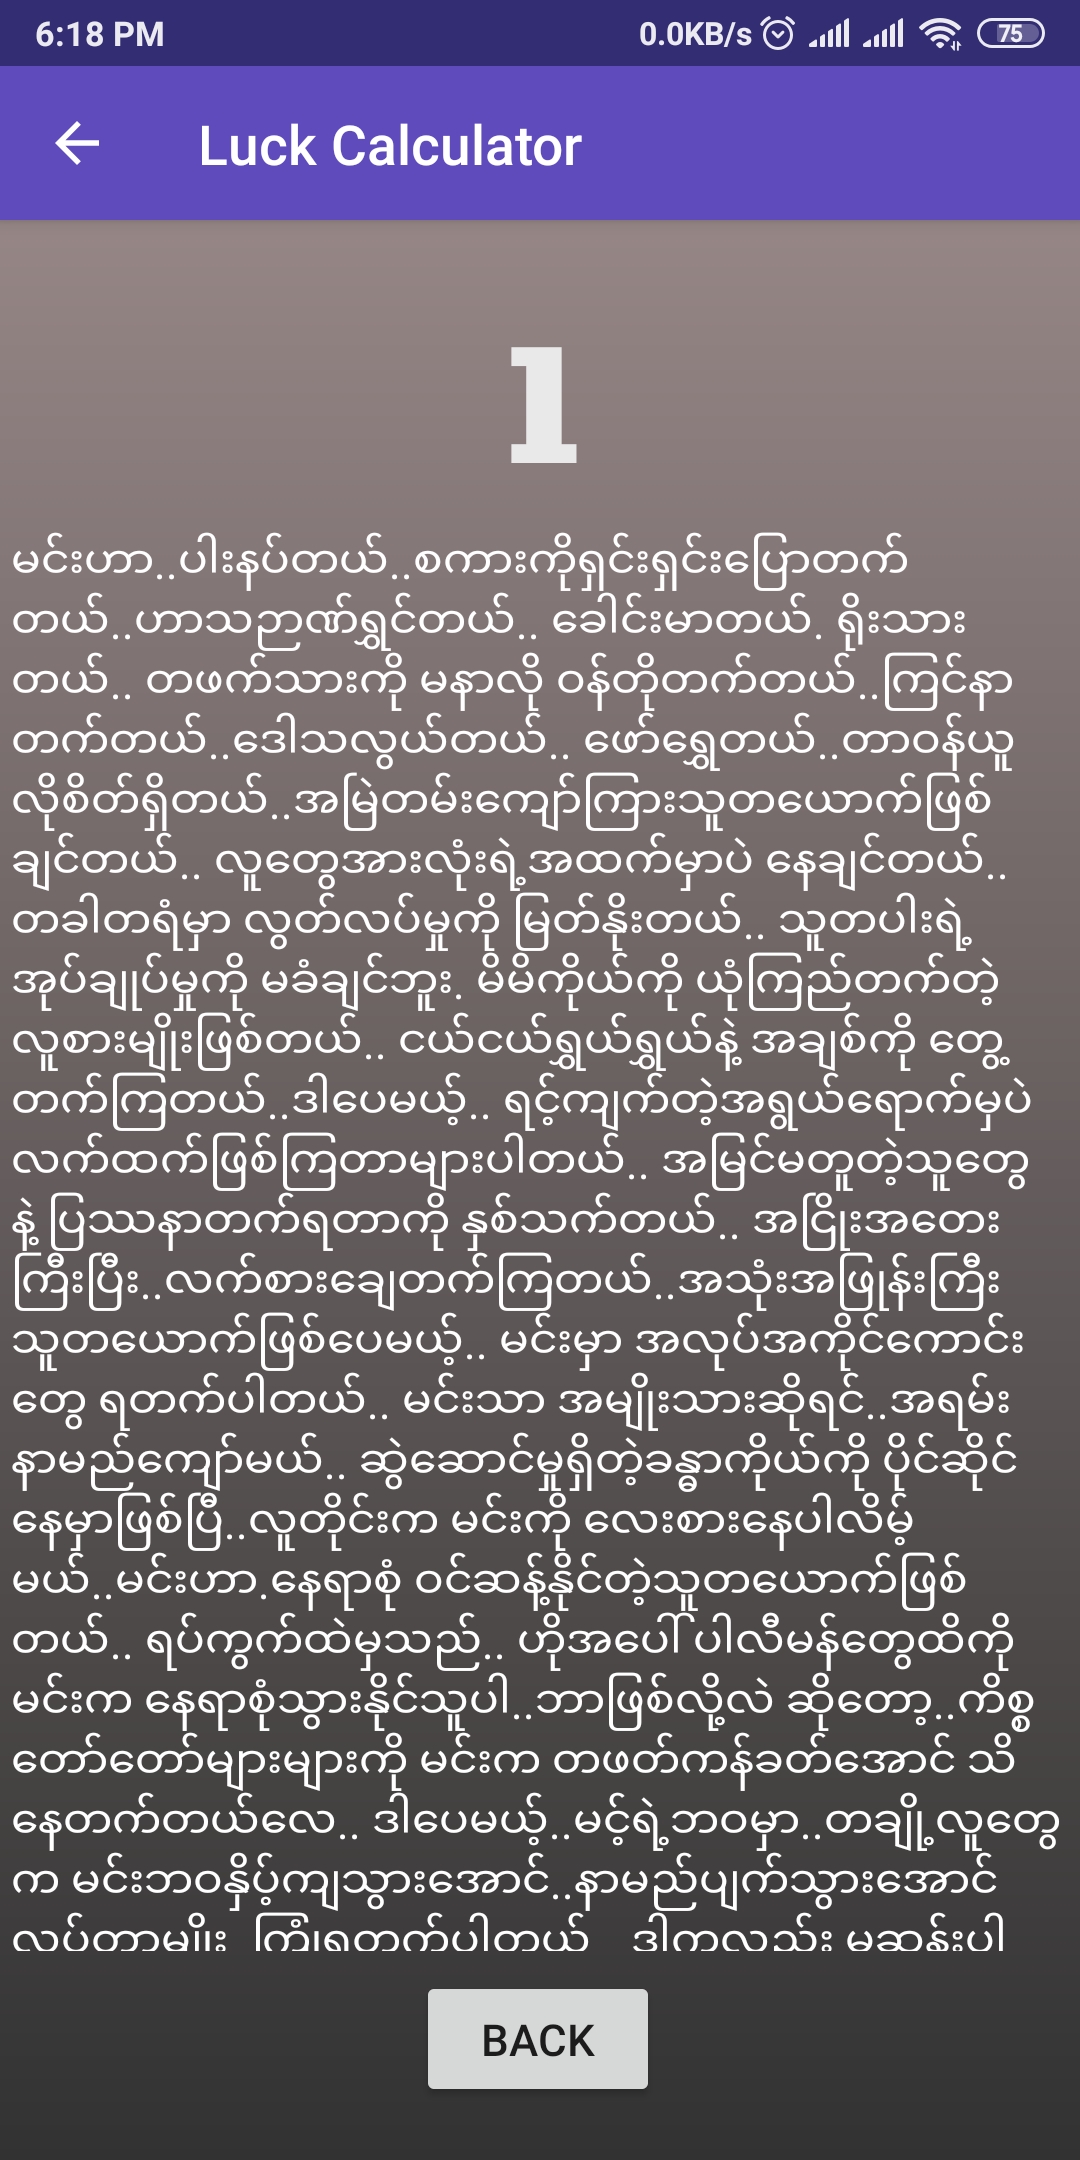 6:18 PM
0.0KB/s
75
Luck Calculator
1
မင်းဟာ..ပါးနပ်တယ်..စကားကိုရှင်းရှင်းပြောတက်
တယ်..ဟာသဉာဏ်ရွှင်တယ်.. ခေါင်းမာတယ်. ရိုးသား
တယ်.. တဖက်သားကို မနာလို ဝန်တိုတက်တယ်..ကြင်နာ
တက်တယ်..ဒေါသလွယ်တယ်.. ဖော်ရွှေတယ်..တာဝန်ယူ
လိုစိတ်ရှိတယ်..အမြဲတမ်းကျော်ကြားသူတယောက်ဖြစ်
ချင်တယ်.. လူတွေအားလုံးရဲ့အထက်မှာပဲ နေချင်တယ်..
တခါတရံမှာ လွတ်လပ်မှုကို မြတ်နိုးတယ်.. သူတပါးရဲ့
အုပ်ချုပ်မှုကို မခံချင်ဘူး. မိမိကိုယ်ကို ယုံကြည်တက်တဲ့
လူစားမျိုးဖြစ်တယ်.. ငယ်ငယ်ရွှယ်ရွှယ်နဲ့ အချစ်ကို တွေ့
တက်ကြတယ်..ဒါပေမယ့်.. ရင့်ကျက်တဲ့အရွယ်ရောက်မှပဲ
လက်ထက်ဖြစ်ကြတာများပါတယ်.. အမြင်မတူတဲ့သူတွေ
နဲ့ ပြဿနာတက်ရတာကို နှစ်သက်တယ်.. အငြိုးအတေး
ကြီးပြီး..လက်စားချေတက်ကြတယ်..အသုံးအဖြုန်းကြီး
သူတယောက်ဖြစ်ပေမယ့်.. မင်းမှာ အလုပ်အကိုင်ကောင်း
တွေ ရတက်ပါတယ်.. မင်းသာ အမျိုးသားဆိုရင်..အရမ်း
နာမည်ကျော်မယ်.. ဆွဲဆောင်မှုရှိတဲ့ခန္ဓာကိုယ်ကို ပိုင်ဆိုင်
နေမှာဖြစ်ပြီ..လူတိုင်းက မင်းကို လေးစားနေပါလိမ့်
မယ်..မင်းဟာ.နေရာစုံ ဝင်ဆန့်နိုင်တဲ့သူတယောက်ဖြစ်
တယ်.. ရပ်ကွက်ထဲမှသည်.. ဟိုအပေါ် ပါလီမန်တွေထိကို
မင်းက နေရာစုံသွားနိုင်သူပါ..ဘာဖြစ်လို့လဲ ဆိုတော့..ကိစ္စ
တော်တော်များများကို မင်းက တဖတ်ကန်ခတ်အောင် သိ
နေတက်တယ်လေ.. ဒါပေမယ့်..မင့်ရဲ့ဘဝမှာ..တချို့လူတွေ
က မင်းဘဝနှိပ့်ကျသွားအောင်..နာမည်ပျက်သွားအောင်
လုပ်တာမျိုး ကြုံရတက်ပါတယ် ဒါကလည်း မဆန်းပါ
BACK